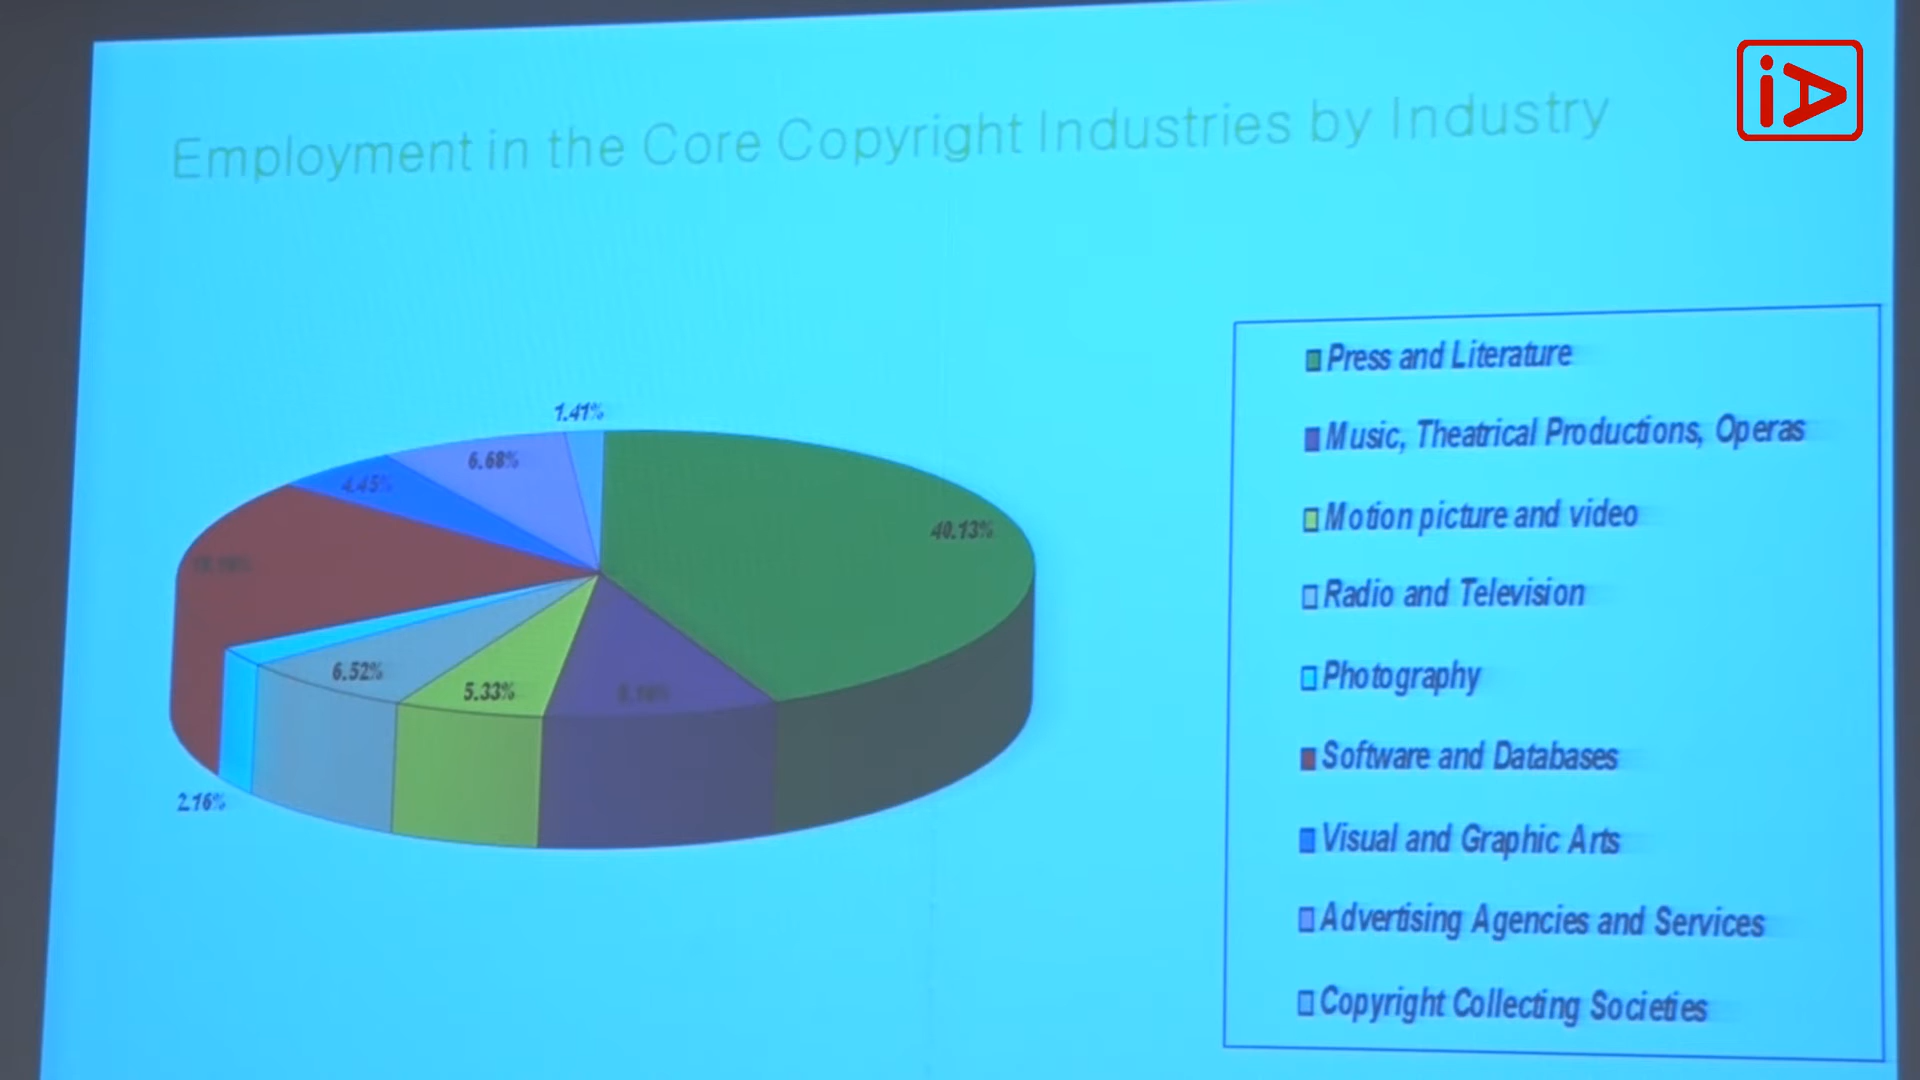 iA
Employment in the Core Copyright Industries by Industry
1.41%
6.68%
4.45%
40.13%
6.52%
5.33%
2.16%
Press and Literature
Music, Theatrical Productions, Operas
Motion picture and video
Radio and Television
Photography
Software and Databases
Visual and Graphic Arts
Advertising Agencies and Services
Copyright Collecting Societies